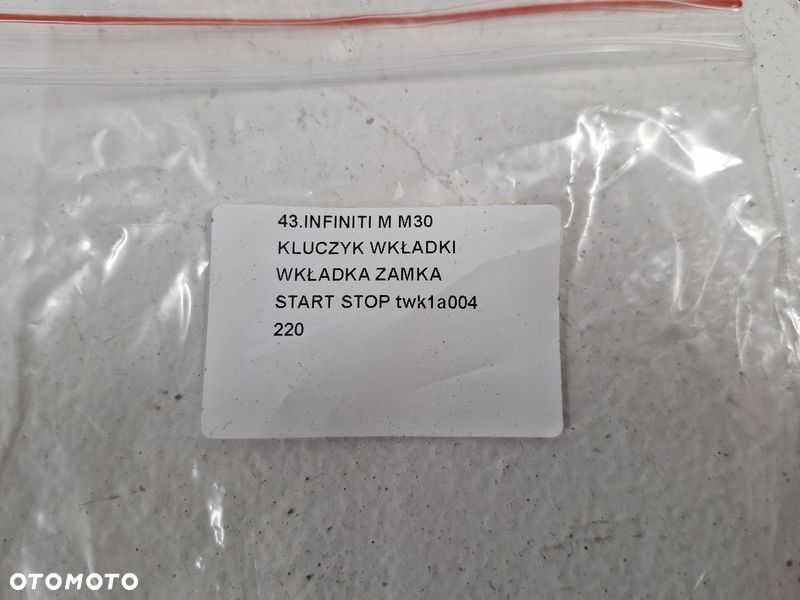 43.INFINITI M M30
KLUCZYK WKŁADKI
WKŁADKA ZAMKA
START STOP twk1a004
220
OTOMOTO